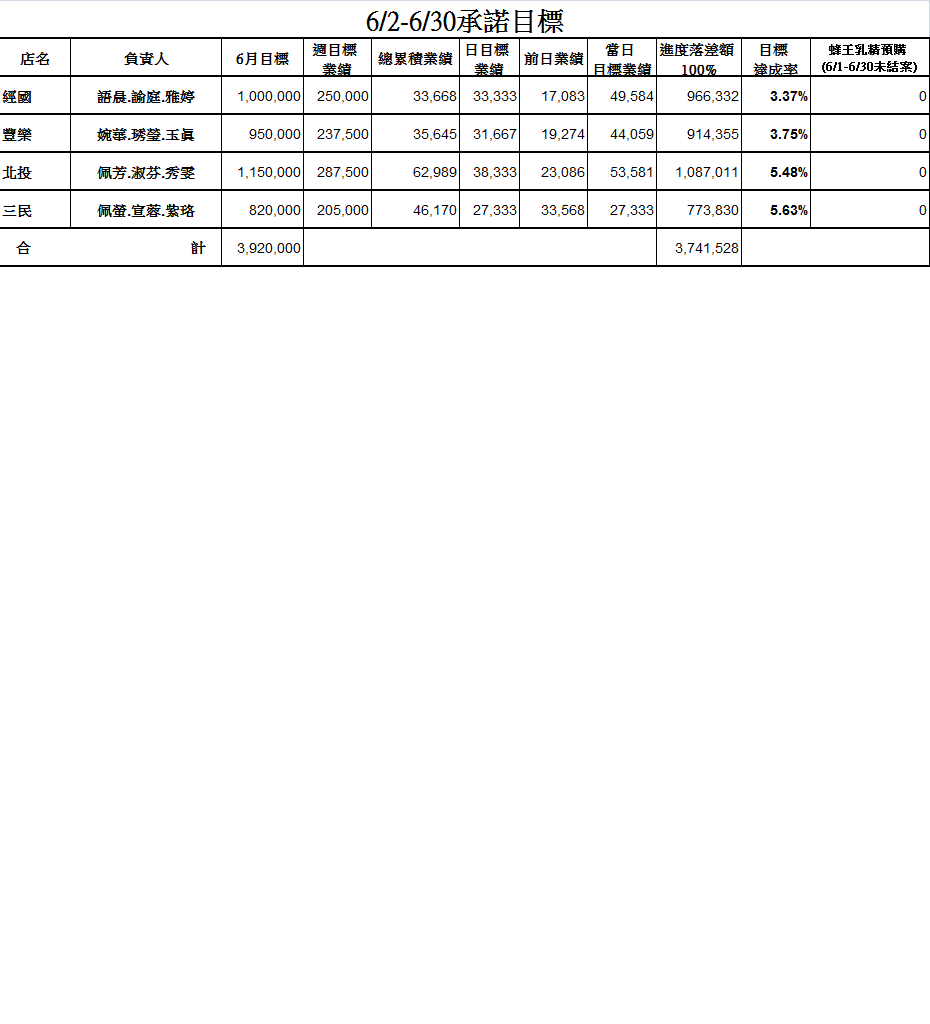 6/2-6/30承諾目標
店名 負責人 6月目標 週目標業績 總累積業績 日目標業績 前日業績 當日目標業績 進度落差額100% 目標達成率 蜂王乳精預購(6/1-6/30未結案)
經國 語晨.諭庭.雅婷 1,000,000 250,000 33,668 33,333 17,083 49,584 966,332 3.37% 0
豐樂 婉華.琇瑩.玉眞 950,000 237,500 35,645 31,667 19,274 44,059 914,355 3.75% 0
北投 佩芳.淑芬.秀雯 1,150,000 287,500 62,989 38,333 23,086 53,581 1,087,011 5.48% 0
三民 佩螢.宣蓉.紫珞 820,000 205,000 46,170 27,333 33,568 27,333 773,830 5.63% 0
合 計 3,920,000 3,741,528